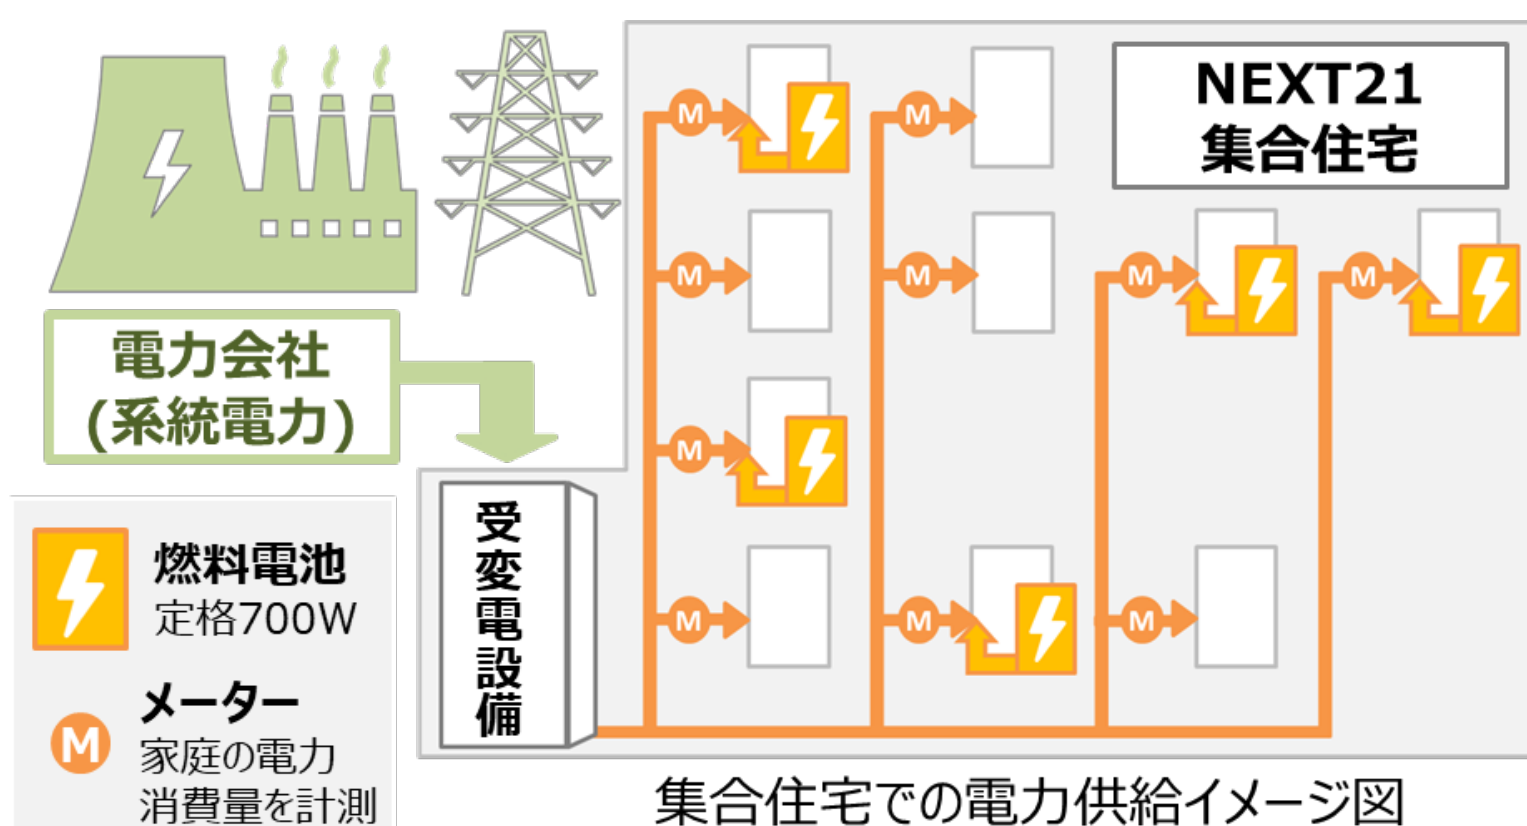 NEXT21
集合住宅
M
M
M
M
M
M
M
M
M
M
電力会社
(系統電力)
受変電設備
燃料電池
定格700W
M
メーター
家庭の電力
消費量を計測
集合住宅での電力供給イメージ図